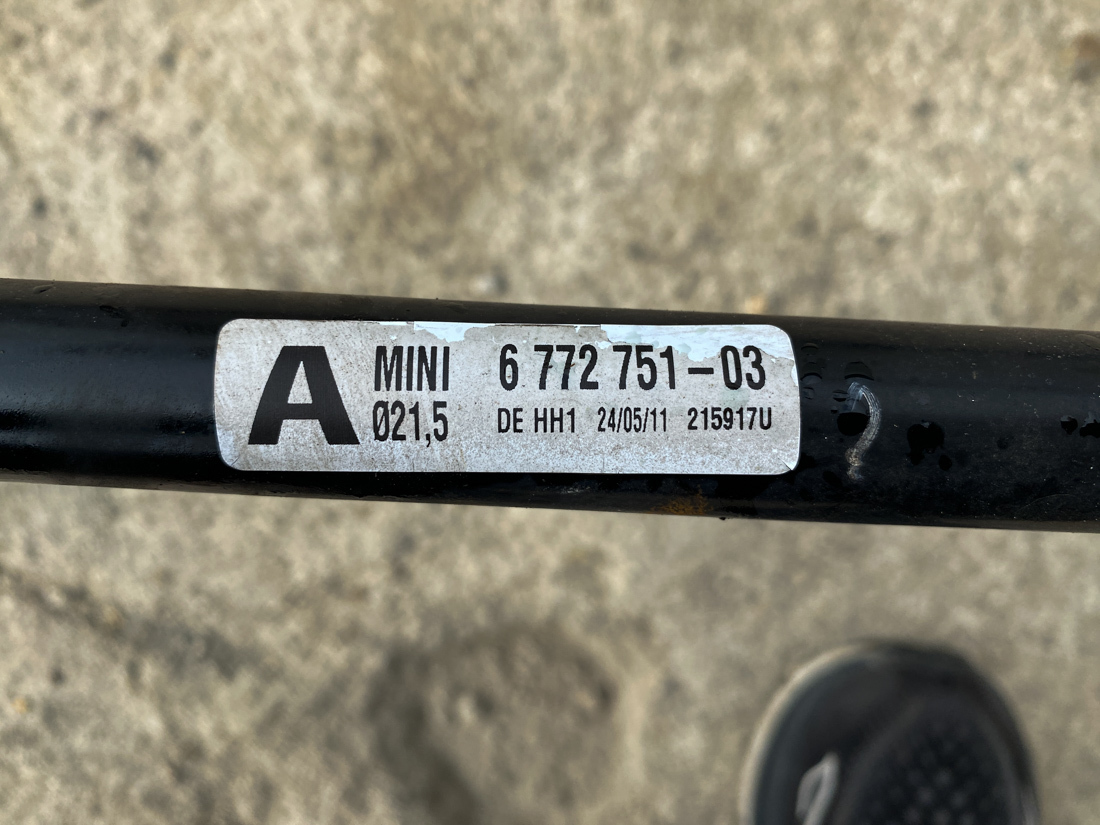 A
MINI 6 772 751-03
Ø21,5 DE HH1 24/05/11 215917U